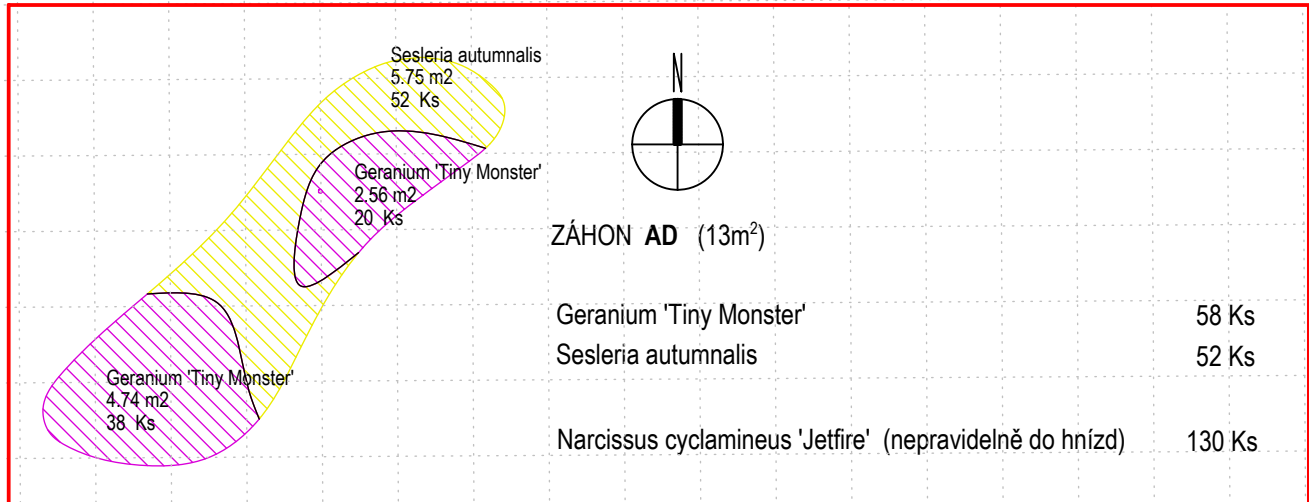 Sesleria autumnalis
5.75 m2
52 Ks
N
Geranium 'Tiny Monster'
2.56 m2
20 Ks
ZÁHON AD (13m²)
Geranium 'Tiny Monster' 58 Ks
Sesleria autumnalis 52 Ks
Geranium 'Tiny Monster'
4.74 m2
38 Ks
Narcissus cyclamineus 'Jetfire' (nepravidelně do hnízd) 130 Ks